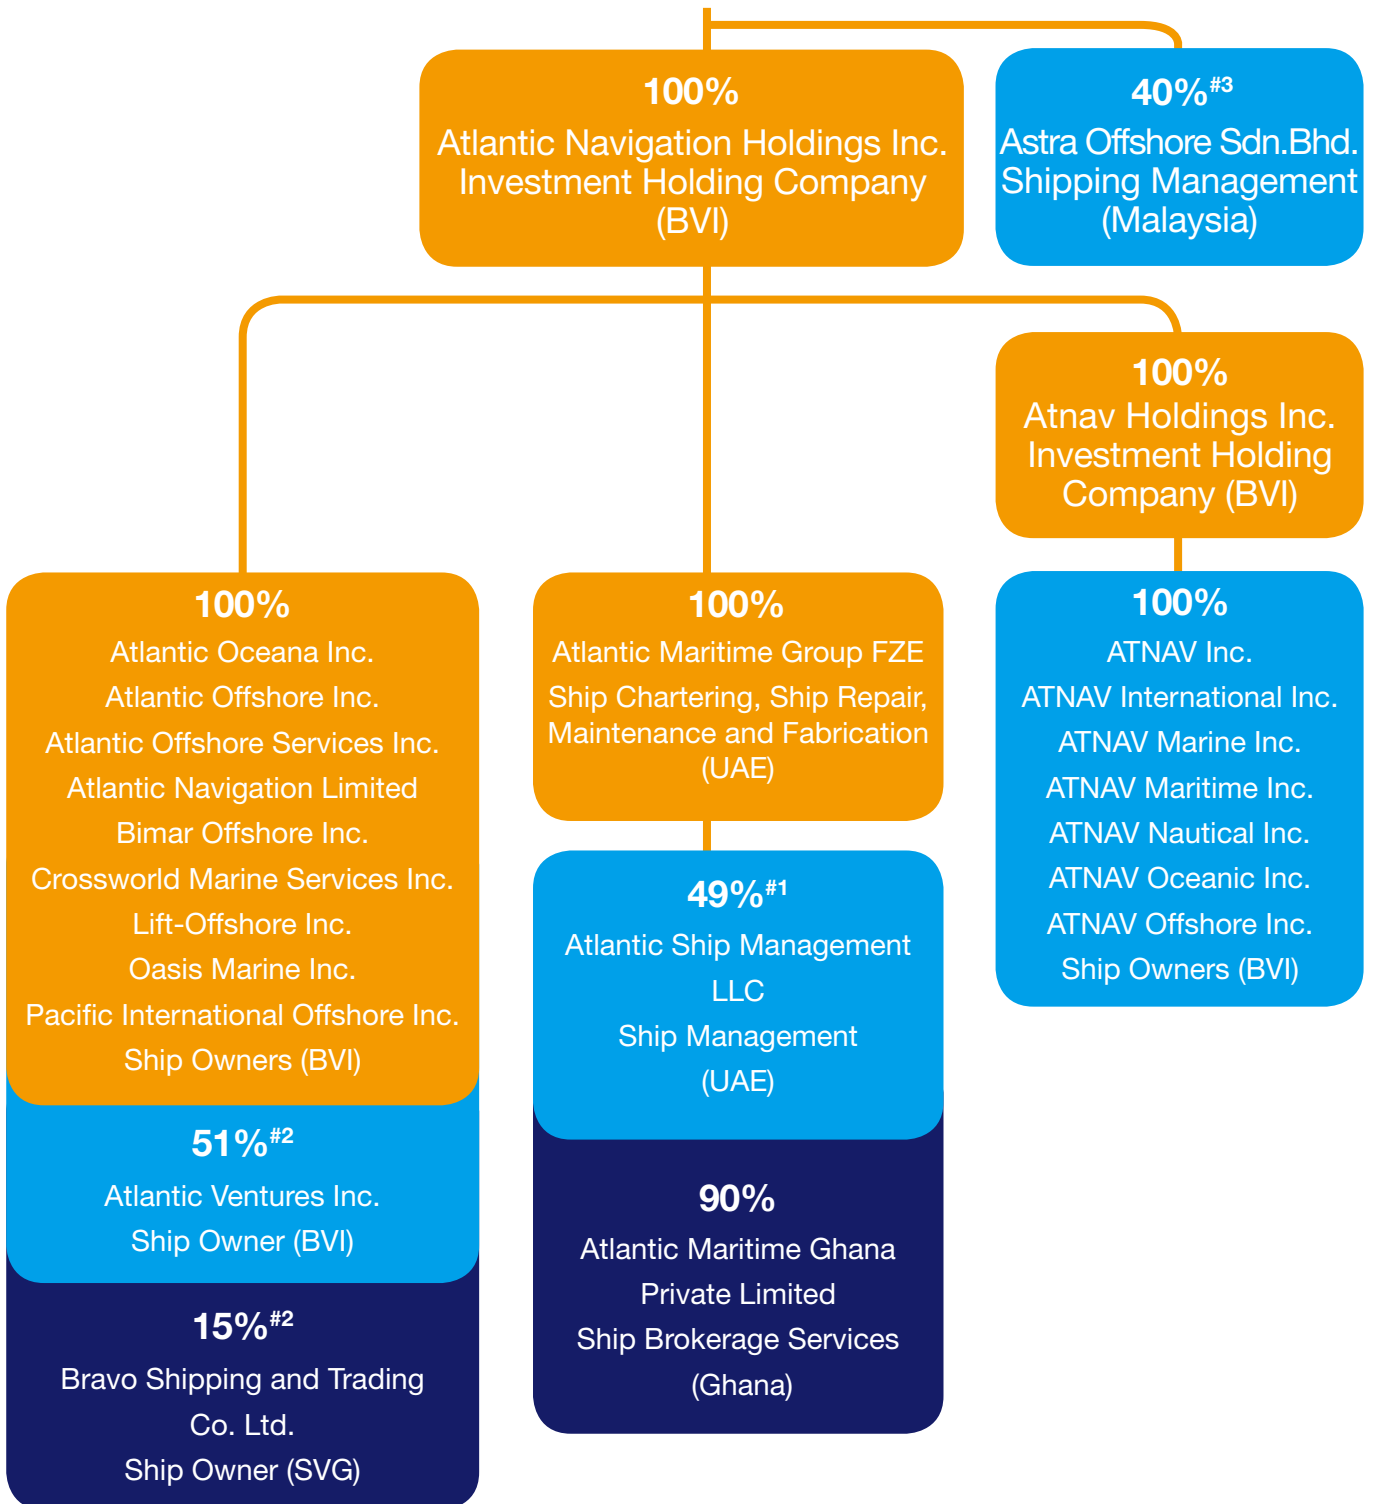 100%
Atlantic Navigation Holdings Inc.
Investment Holding Company
(BVI)
40%#3
Astra Offshore Sdn.Bhd.
Shipping Management
(Malaysia)
100%
Atnav Holdings Inc.
Investment Holding
Company (BVI)
100%
Atlantic Oceana Inc.
Atlantic Offshore Inc.
Atlantic Offshore Services Inc.
Atlantic Navigation Limited
Bimar Offshore Inc.
Crossworld Marine Services Inc.
Lift-Offshore Inc.
Oasis Marine Inc.
Pacific International Offshore Inc.
Ship Owners (BVI)
51%#2
Atlantic Ventures Inc.
Ship Owner (BVI)
15%#2
Bravo Shipping and Trading
Co. Ltd.
Ship Owner (SVG)
100%
Atlantic Maritime Group FZE
Ship Chartering, Ship Repair,
Maintenance and Fabrication
(UAE)
49%#1
Atlantic Ship Management
LLC
Ship Management
(UAE)
90%
Atlantic Maritime Ghana
Private Limited
Ship Brokerage Services
(Ghana)
100%
ATNAV Inc.
ATNAV International Inc.
ATNAV Marine Inc.
ATNAV Maritime Inc.
ATNAV Nautical Inc.
ATNAV Oceanic Inc.
ATNAV Offshore Inc.
Ship Owners (BVI)